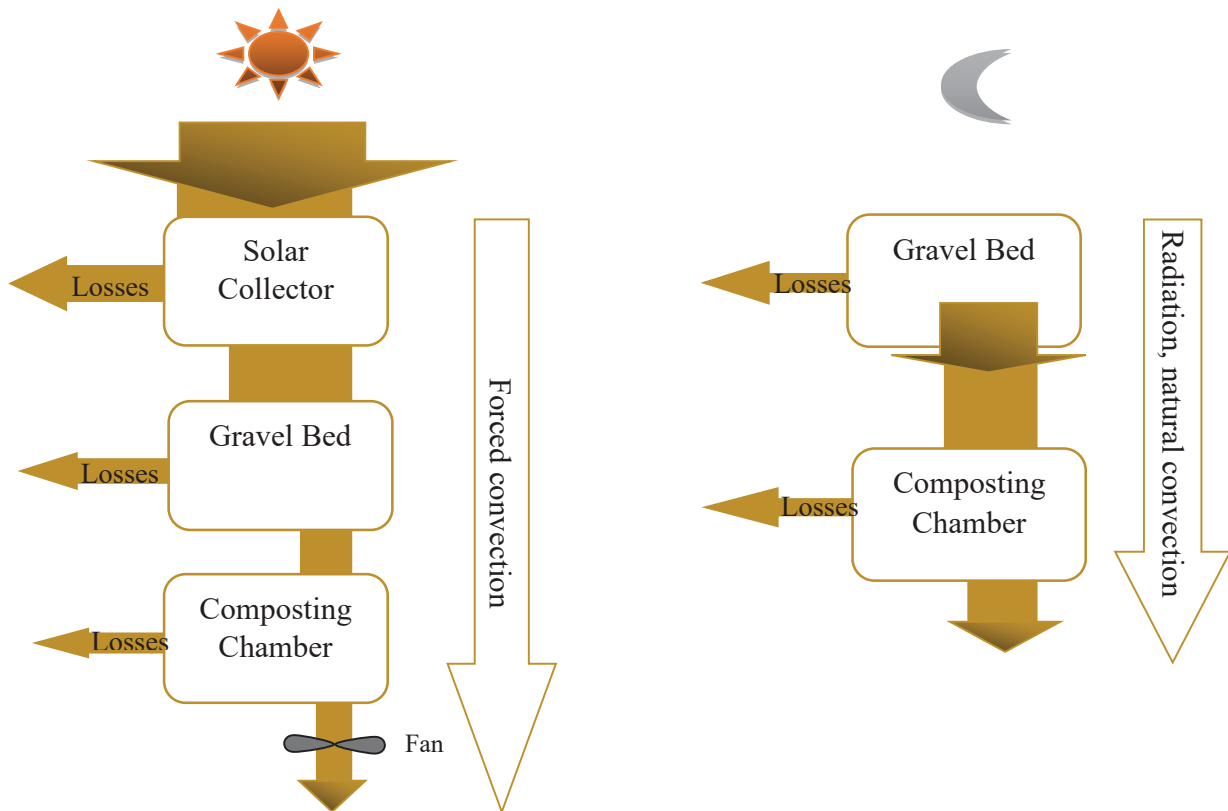 Solar
Collector
Losses
Gravel Bed
Losses
Composting
Chamber
Losses
Fan
Forced convection
Gravel Bed
Losses
Composting
Chamber
Losses
Radiation, natural convection